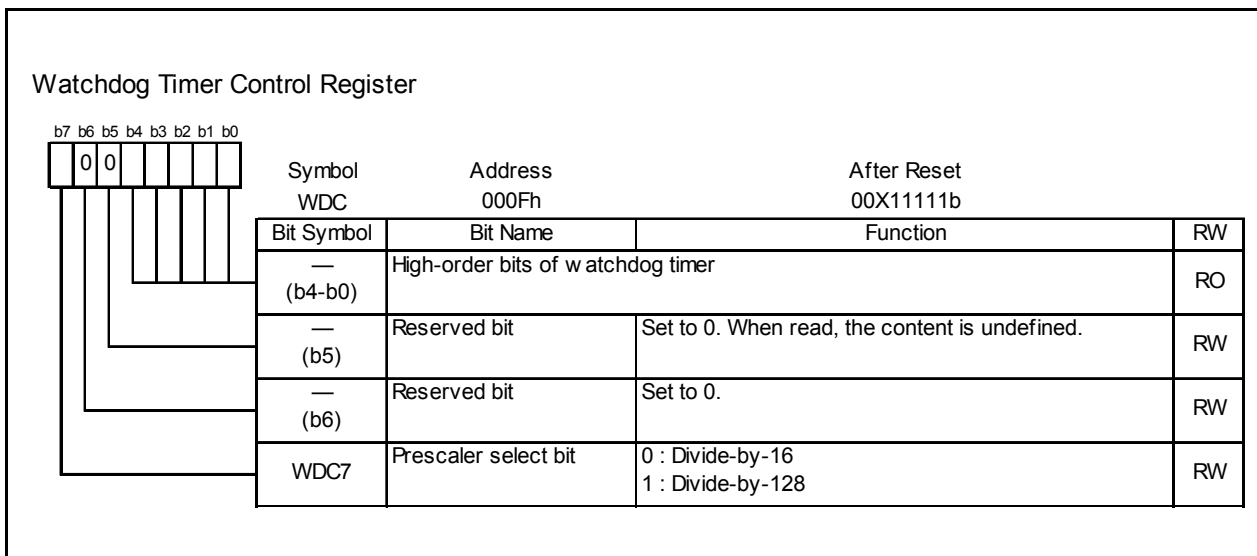 Watchdog Timer Control Register
b7 b6 b5 b4 b3 b2 b1 b0
0 0
Symbol Address After Reset
WDC 000Fh 00X11111b
Bit Symbol Bit Name Function RW
— (b4-b0) High-order bits of watchdog timer RO
— (b5) Reserved bit Set to 0. When read, the content is undefined. RW
— (b6) Reserved bit Set to 0. RW
WDC7 Prescaler select bit 0 : Divide-by-16 RW
1 : Divide-by-128